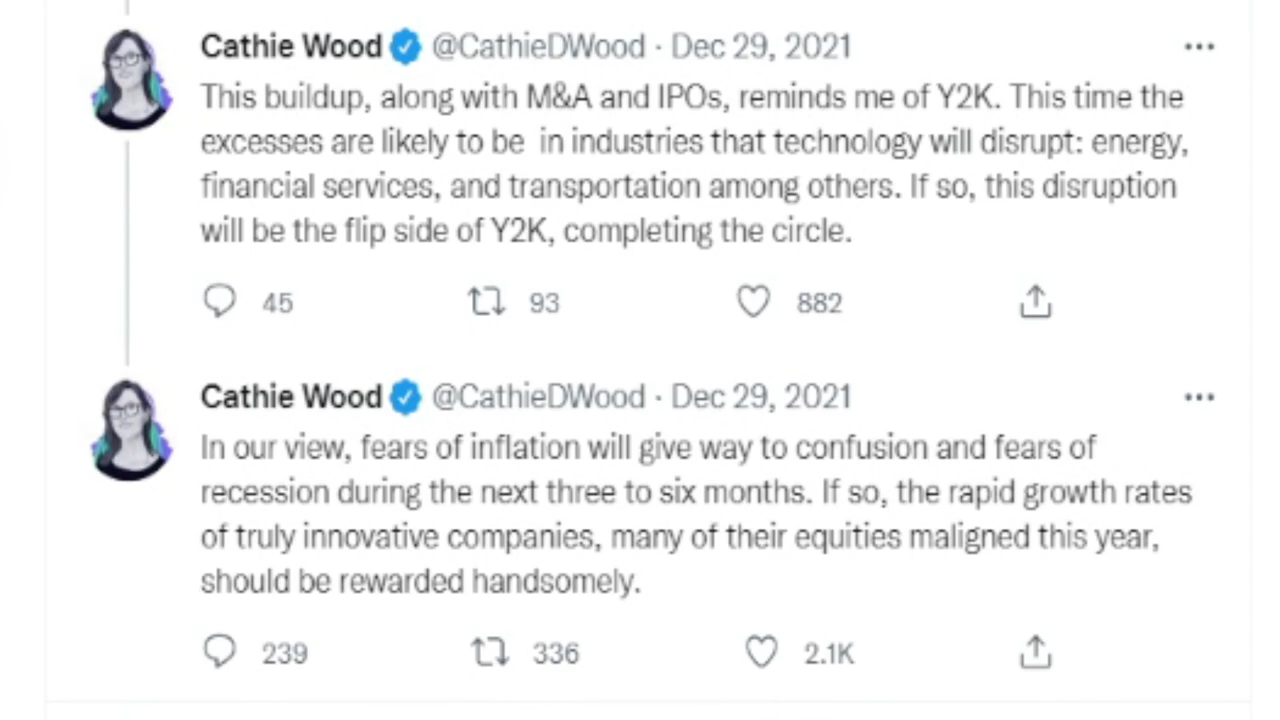 Cathie Wood @CathieDWood · Dec 29, 2021
This buildup, along with M&A and IPOs, reminds me of Y2K. This time the
excesses are likely to be  in industries that technology will disrupt: energy,
financial services, and transportation among others. If so, this disruption
will be the flip side of Y2K, completing the circle.
45 93 882
Cathie Wood @CathieDWood · Dec 29, 2021
In our view, fears of inflation will give way to confusion and fears of
recession during the next three to six months. If so, the rapid growth rates
of truly innovative companies, many of their equities maligned this year,
should be rewarded handsomely.
239 336 2.1K